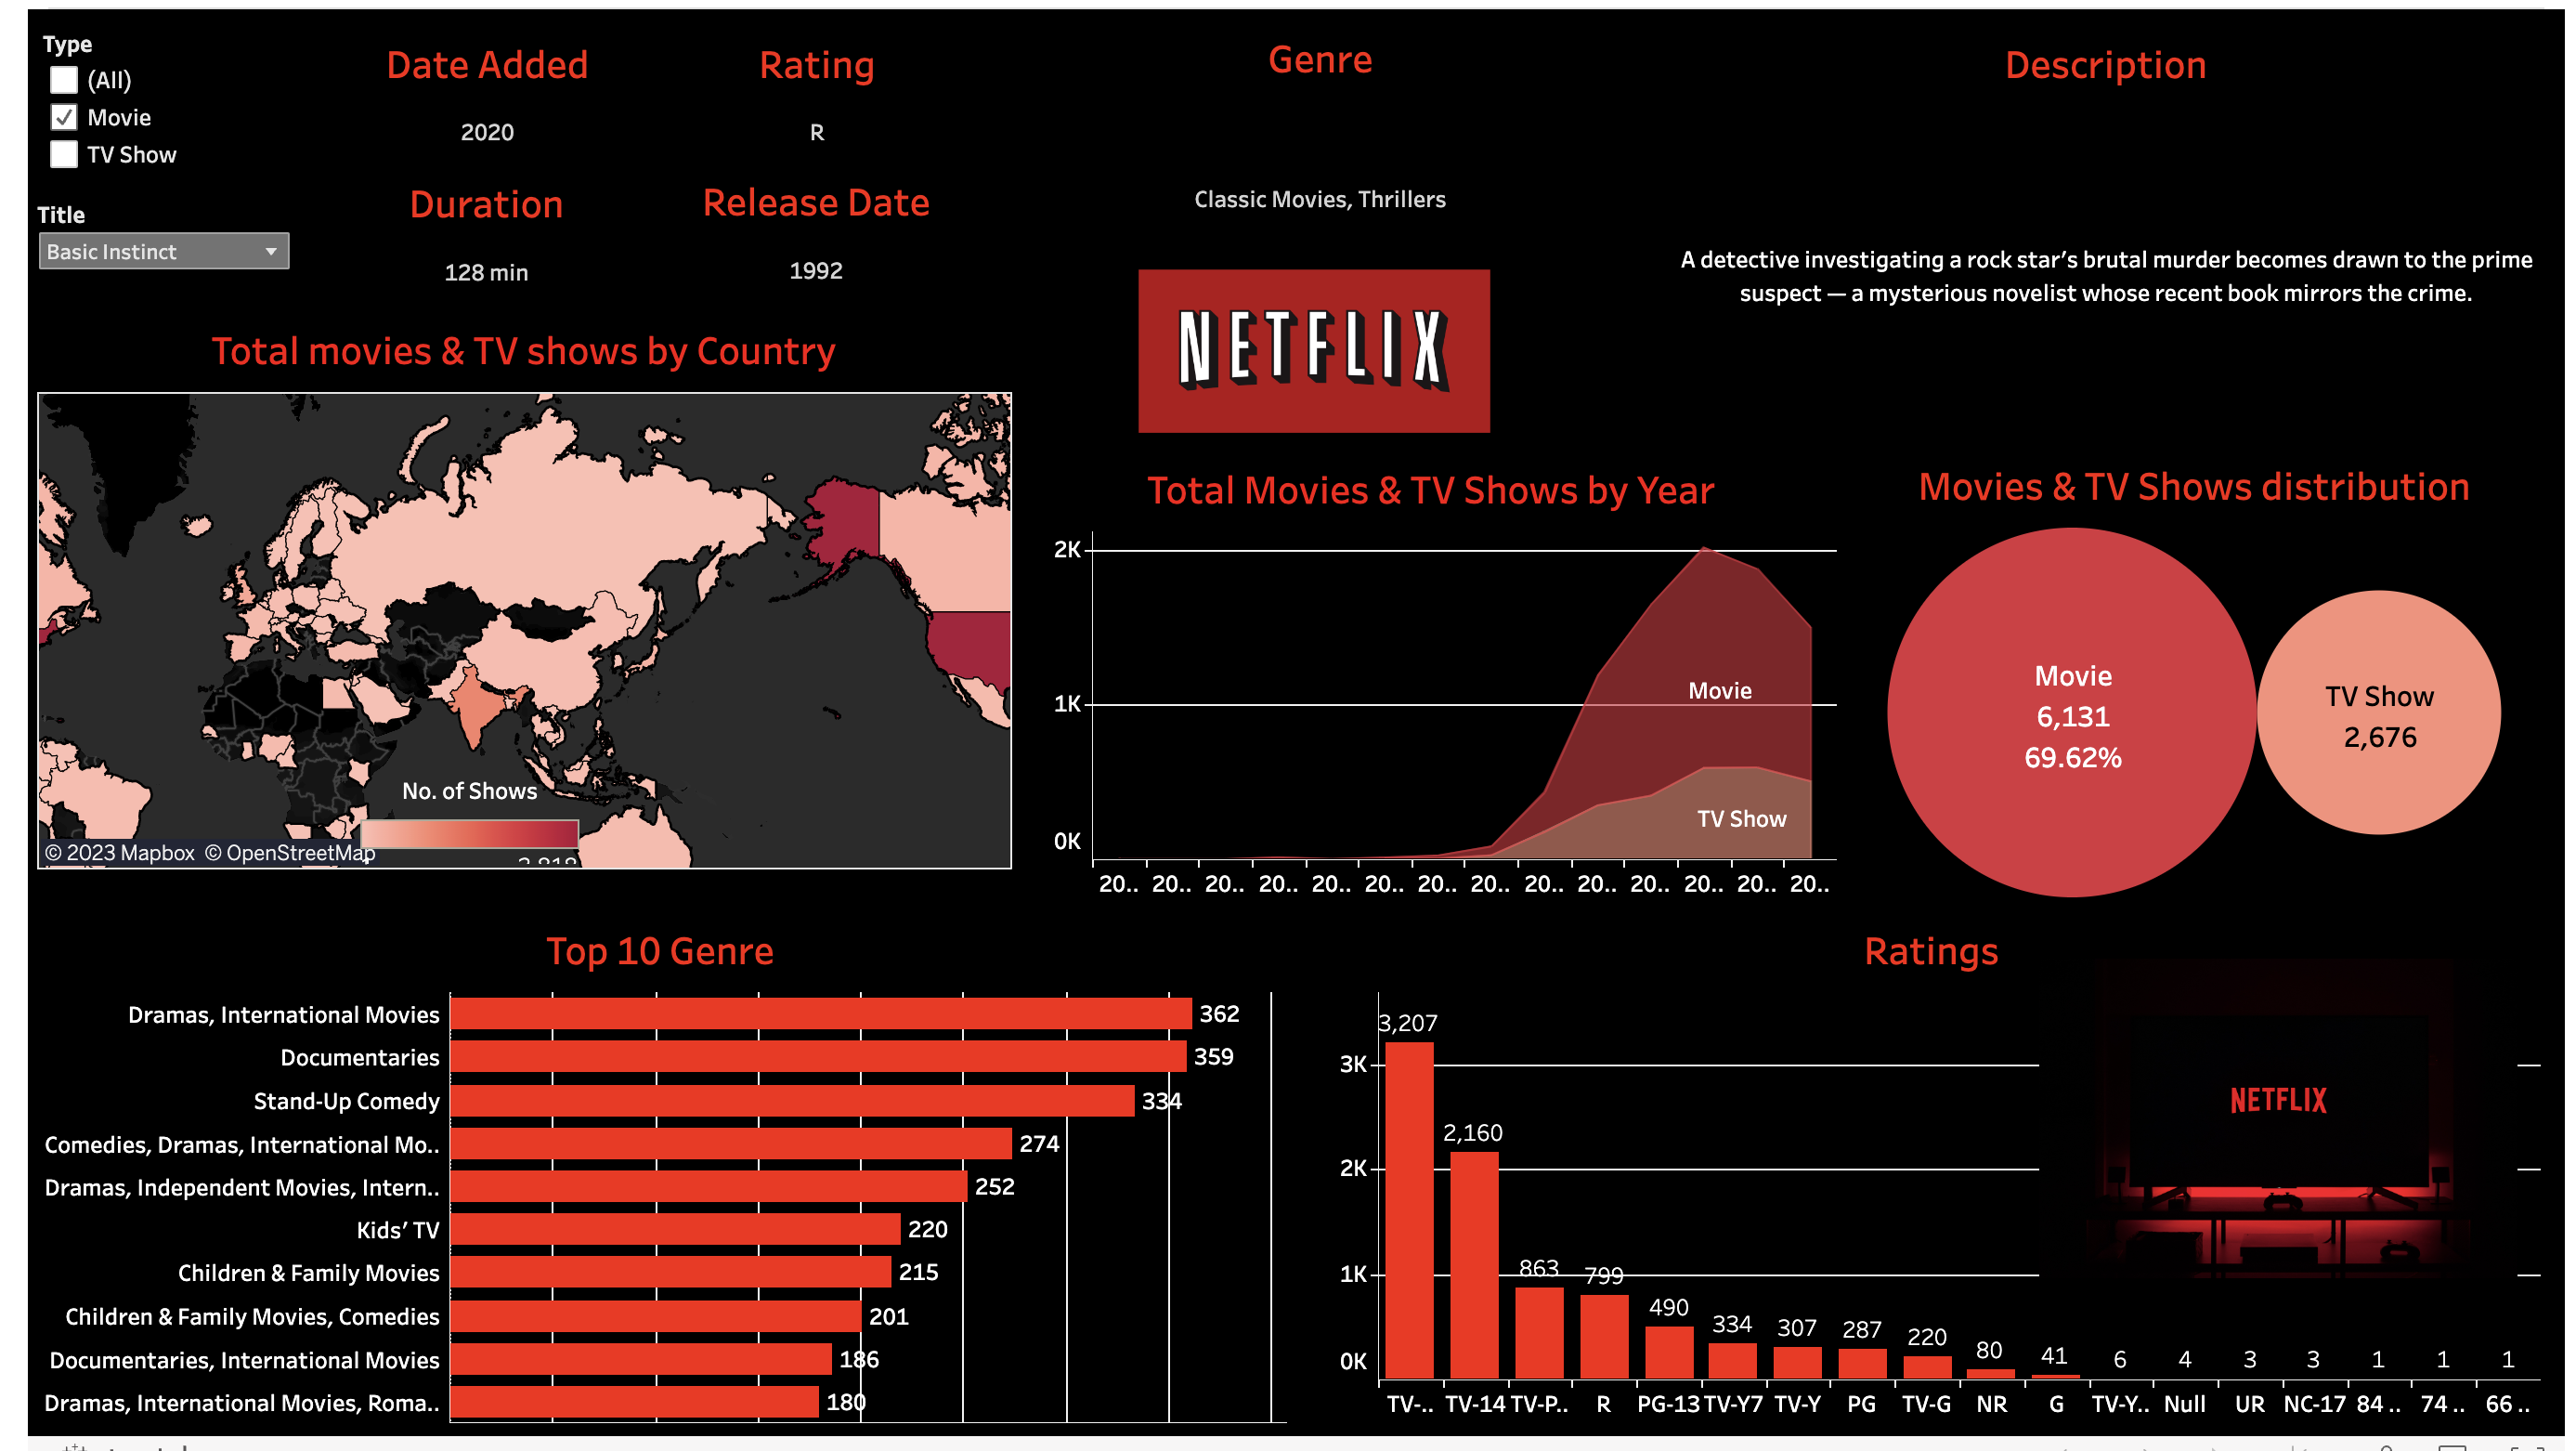 Type
(All)
Movie
TV Show
Title
Basic Instinct
Date Added
2020
Rating
R
Duration
128 min
Release Date
1992
Genre
Classic Movies, Thrillers
NETFLIX
Description
A detective investigating a rock star’s brutal murder becomes drawn to the prime
suspect — a mysterious novelist whose recent book mirrors the crime.
Total movies & TV shows by Country
No. of Shows
© 2023 Mapbox © OpenStreetMap
Total Movies & TV Shows by Year
2K
1K
0K
Movie
TV Show
20.. 20.. 20.. 20.. 20.. 20.. 20.. 20.. 20.. 20.. 20.. 20.. 20.. 20..
Movies & TV Shows distribution
Movie
6,131
69.62%
TV Show
2,676
Top 10 Genre
Dramas, International Movies 362
Documentaries 359
Stand-Up Comedy 334
Comedies, Dramas, International Mo.. 274
Dramas, Independent Movies, Intern.. 252
Kids’ TV 220
Children & Family Movies 215
Children & Family Movies, Comedies 201
Documentaries, International Movies 186
Dramas, International Movies, Roma.. 180
Ratings
3K
2K
1K
0K
3,207 2,160 863 799 490 334 307 287 220 80 41 6 4 3 3 1 1 1
TV-.. TV-14 TV-P.. R PG-13 TV-Y7 TV-Y PG TV-G NR G TV-Y.. Null UR NC-17 84 .. 74 .. 66 ..
NETFLIX